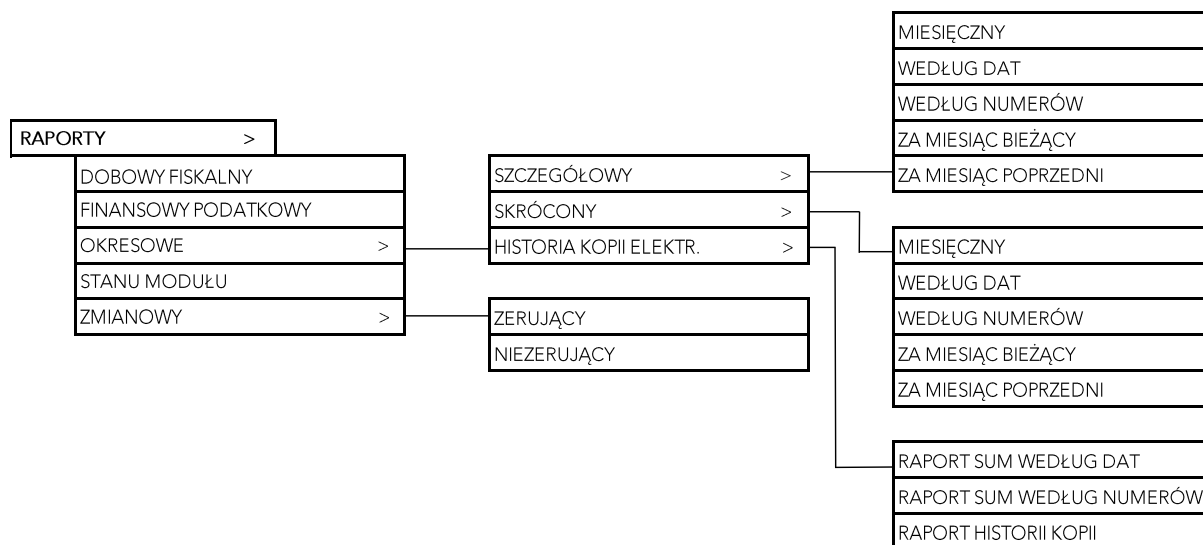 RAPORTY >
DOBOWY FISKALNY
FINANSOWY PODATKOWY
OKRESOWE >
STANU MODUŁU
ZMIANOWY >
SZCZEGÓŁOWY >
SKRÓCONY >
HISTORIA KOPII ELEKTR. >
ZERUJĄCY
NIEZERUJĄCY
MIESIĘCZNY
WEDŁUG DAT
WEDŁUG NUMERÓW
ZA MIESIĄC BIEŻĄCY
ZA MIESIĄC POPRZEDNI
MIESIĘCZNY
WEDŁUG DAT
WEDŁUG NUMERÓW
ZA MIESIĄC BIEŻĄCY
ZA MIESIĄC POPRZEDNI
RAPORT SUM WEDŁUG DAT
RAPORT SUM WEDŁUG NUMERÓW
RAPORT HISTORII KOPII